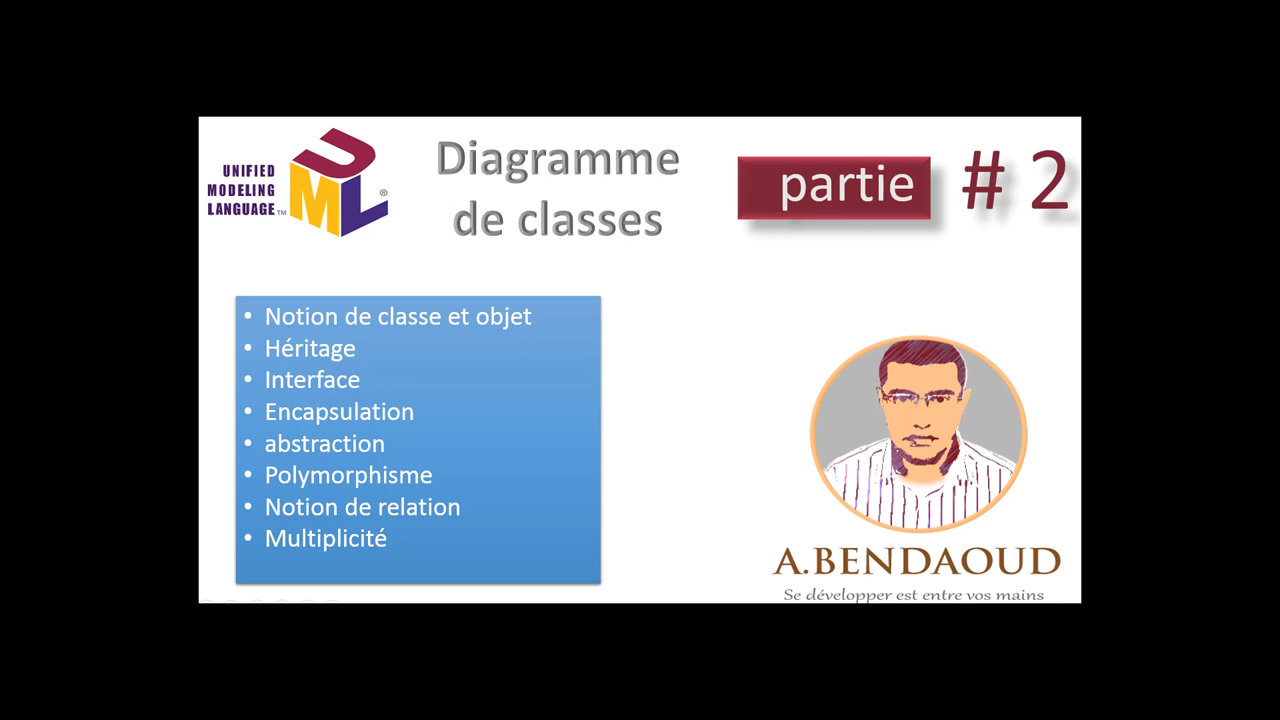 UNIFIED
MODELING
LANGUAGE™
UML®
Diagramme
de classes
partie
# 2
• Notion de classe et objet
• Héritage
• Interface
• Encapsulation
• abstraction
• Polymorphisme
• Notion de relation
• Multiplicité
A.BENDAOUD
Se développer est entre vos mains